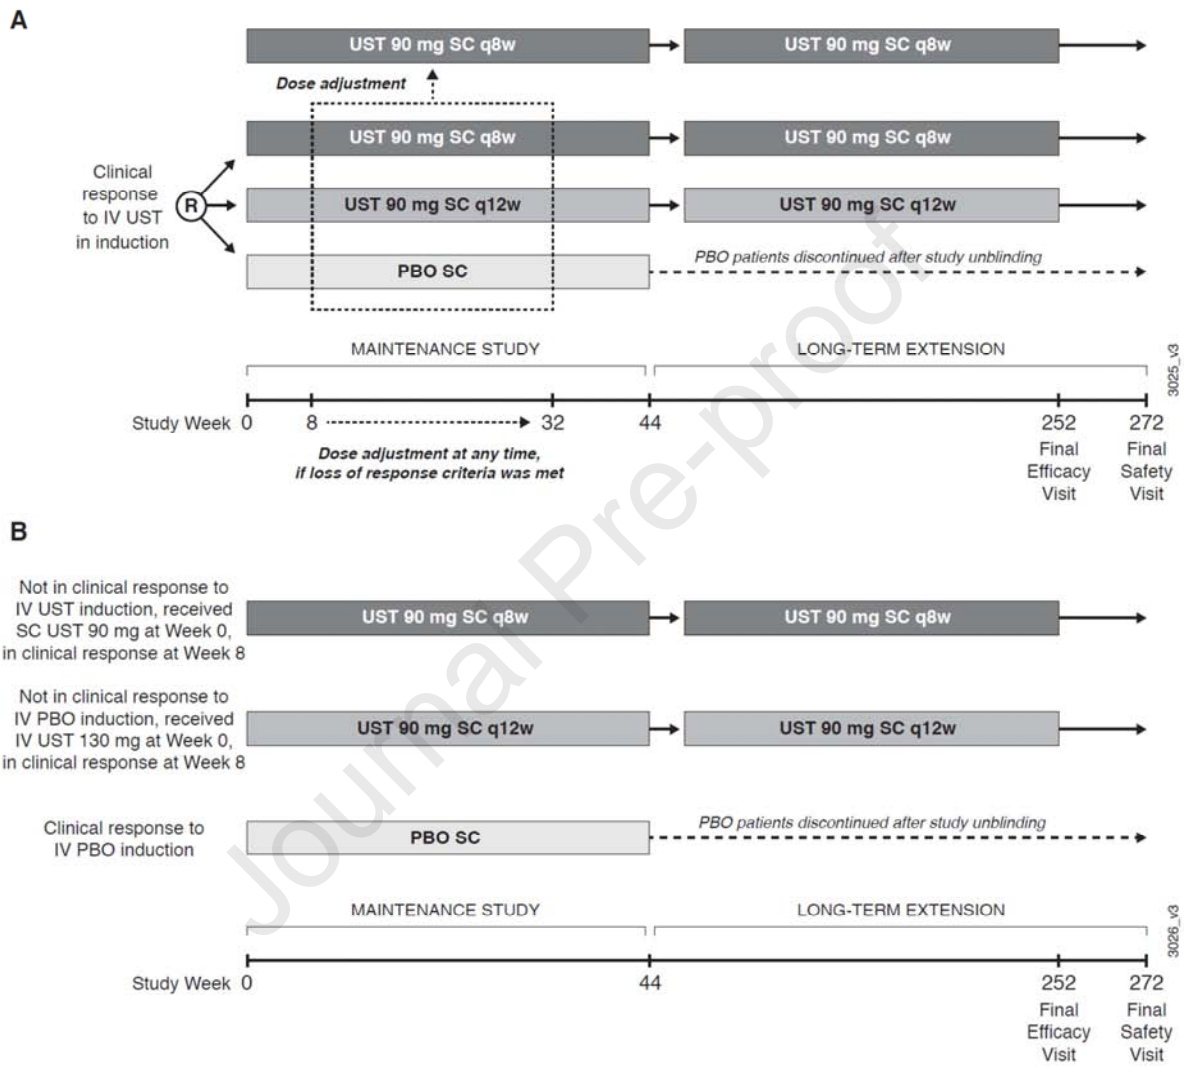 A
UST 90 mg SC q8w
UST 90 mg SC q8w
Dose adjustment
UST 90 mg SC q8w
UST 90 mg SC q8w
Clinical
response
to IV UST
in induction
R
UST 90 mg SC q12w
UST 90 mg SC q12w
PBO SC
PBO patients discontinued after study unblinding
MAINTENANCE STUDY
LONG-TERM EXTENSION
3025_v3
Study Week 0 8 32 44 252 272
Dose adjustment at any time,
if loss of response criteria was met
Final
Efficacy
Visit
Final
Safety
Visit
B
Not in clinical response to
IV UST induction, received
SC UST 90 mg at Week 0,
in clinical response at Week 8
UST 90 mg SC q8w
UST 90 mg SC q8w
Not in clinical response to
IV PBO induction, received
IV UST 130 mg at Week 0,
in clinical response at Week 8
UST 90 mg SC q12w
UST 90 mg SC q12w
Clinical response to
IV PBO induction
PBO SC
PBO patients discontinued after study unblinding
MAINTENANCE STUDY
LONG-TERM EXTENSION
3026_v3
Study Week 0 44 252 272
Final
Efficacy
Visit
Final
Safety
Visit
Journal Pre-proof